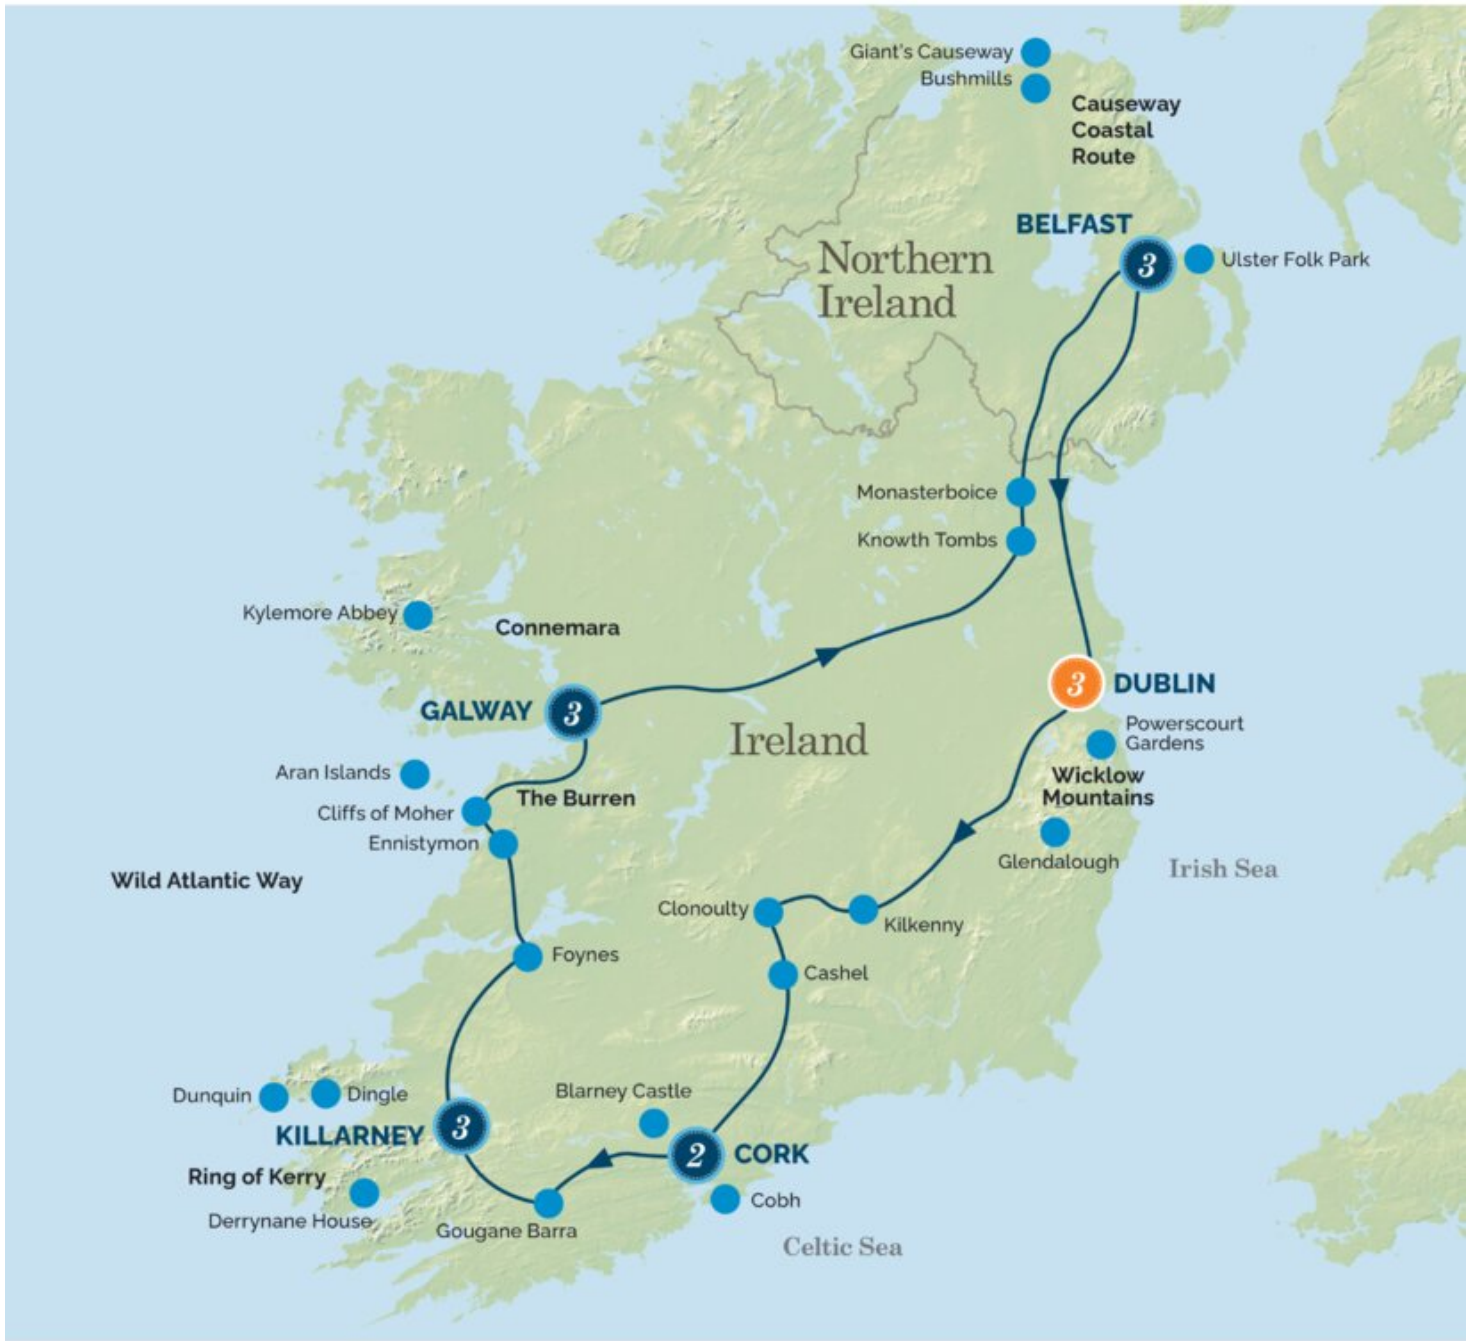 Giant's Causeway
Bushmills
Causeway
Coastal
Route
BELFAST
3
Ulster Folk Park
Northern
Ireland
Monasterboice
Knowth Tombs
Kylemore Abbey
Connemara
GALWAY
3
3
DUBLIN
Powerscourt
Gardens
Ireland
Wicklow
Mountains
Aran Islands
The Burren
Cliffs of Moher
Ennistymon
Glendalough
Irish Sea
Wild Atlantic Way
Clonoulty
Kilkenny
Foynes
Cashel
Dunquin
Dingle
Blarney Castle
KILLARNEY
3
2
CORK
Ring of Kerry
Derrynane House
Cobh
Gougane Barra
Celtic Sea